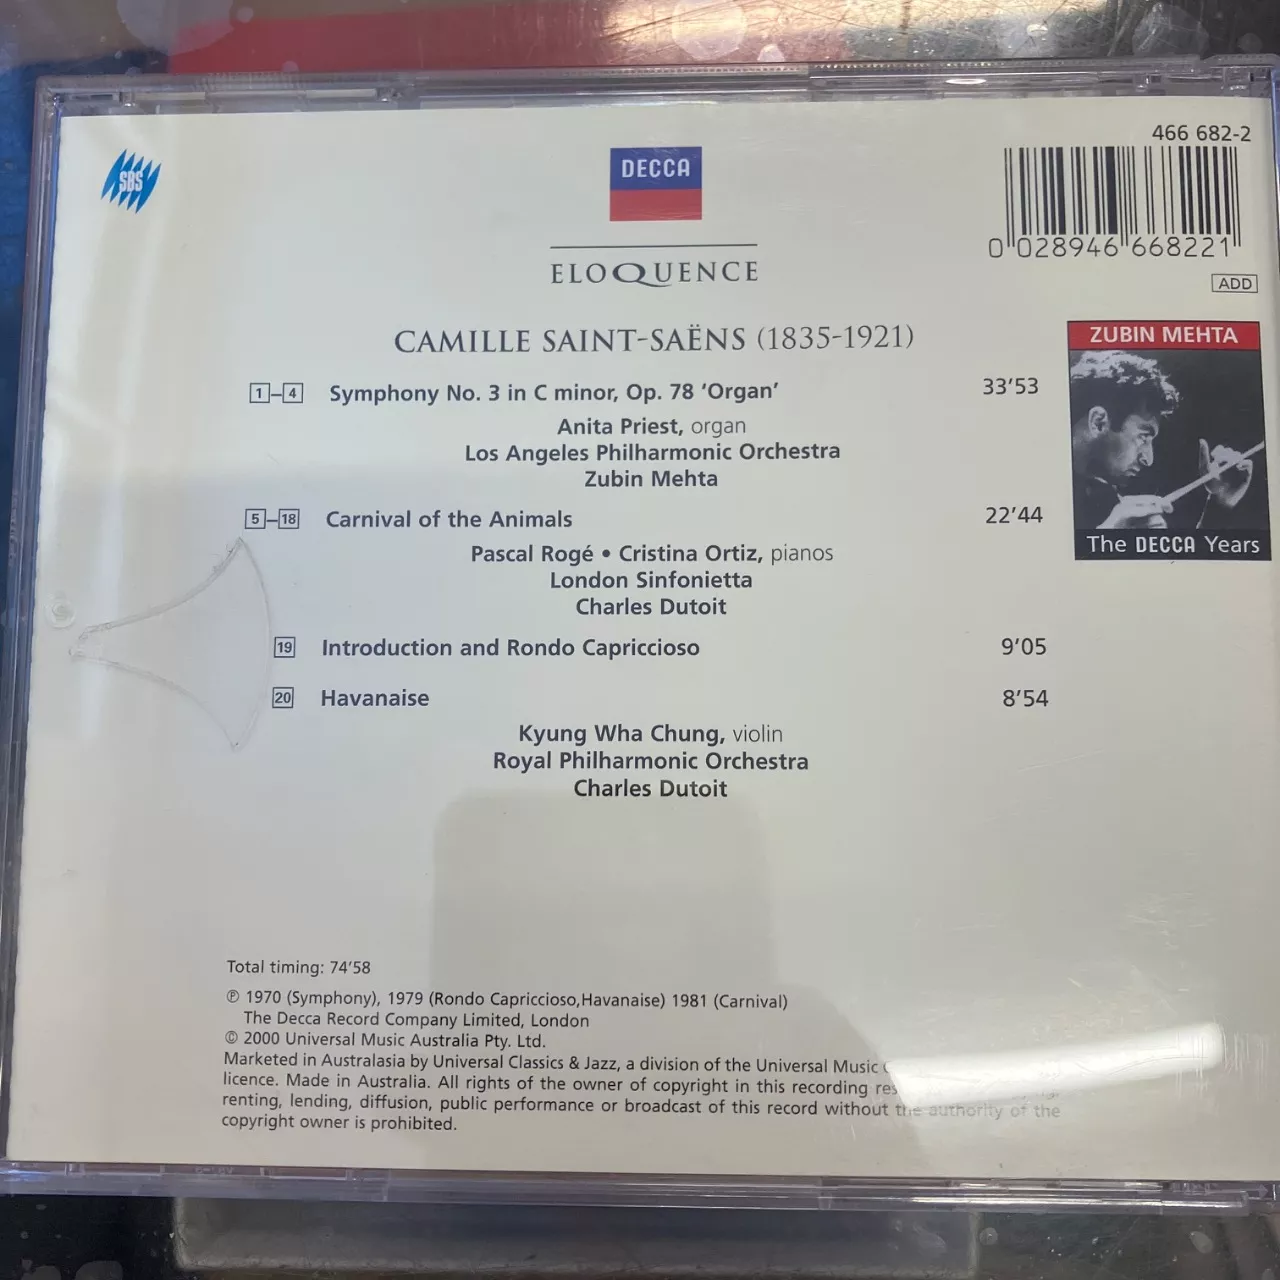 466 682-2
SBS
DECCA
0 028946 668221
ELOQUENCE
ADD
CAMILLE SAINT-SAËNS (1835-1921)
ZUBIN MEHTA
1–4 Symphony No. 3 in C minor, Op. 78 ‘Organ’ 33’53
Anita Priest, organ
Los Angeles Philharmonic Orchestra
Zubin Mehta
5–18 Carnival of the Animals 22’44
The DECCA Years
Pascal Rogé • Cristina Ortiz, pianos
London Sinfonietta
Charles Dutoit
19 Introduction and Rondo Capriccioso 9’05
20 Havanaise 8’54
Kyung Wha Chung, violin
Royal Philharmonic Orchestra
Charles Dutoit
Total timing: 74’58
℗ 1970 (Symphony), 1979 (Rondo Capriccioso,Havanaise) 1981 (Carnival)
The Decca Record Company Limited, London
© 2000 Universal Music Australia Pty. Ltd.
Marketed in Australasia by Universal Classics & Jazz, a division of the Universal Music
licence. Made in Australia. All rights of the owner of copyright in this recording
renting, lending, diffusion, public performance or broadcast of this record without the authority of the
copyright owner is prohibited.